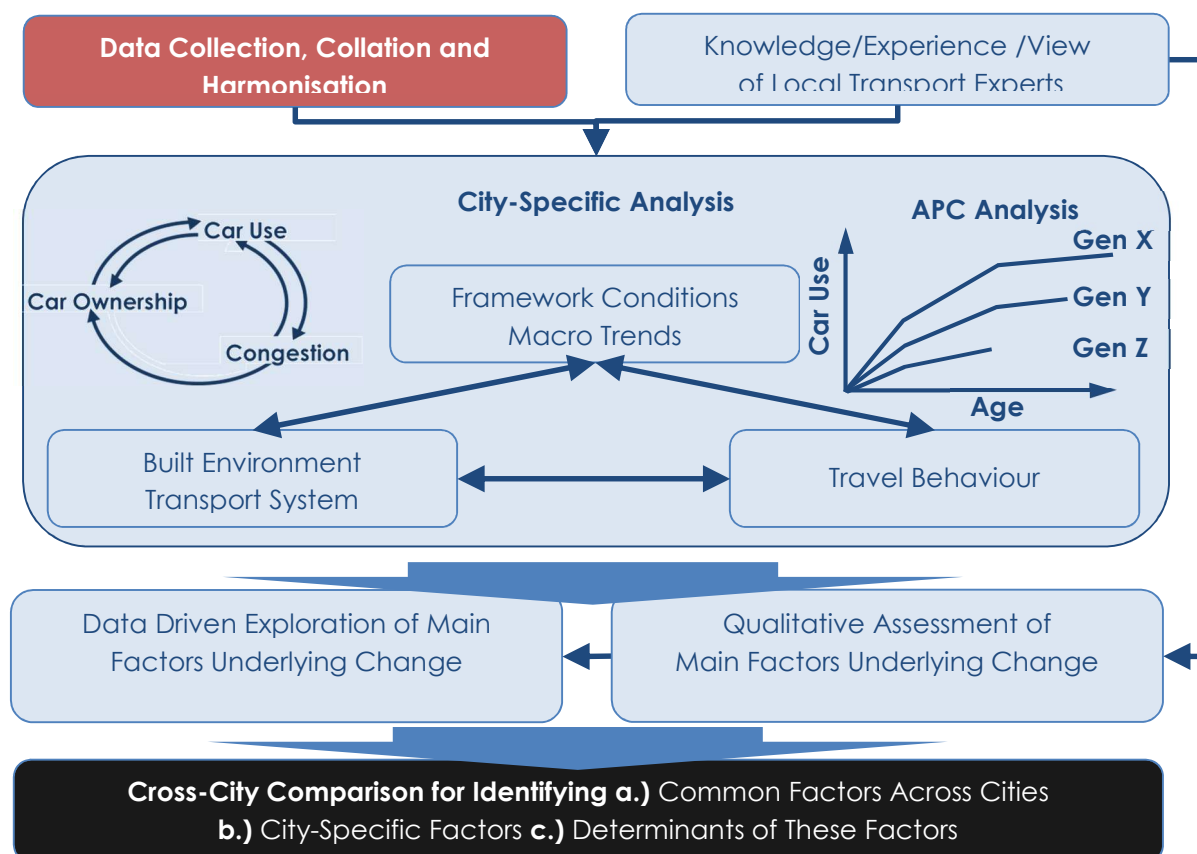 Data Collection, Collation and
Harmonisation
Knowledge/Experience /View
of Local Transport Experts
City-Specific Analysis
Car Use
Car Ownership
Congestion
Framework Conditions
Macro Trends
APC Analysis
Gen X
Gen Y
Gen Z
Car Use
Age
Built Environment
Transport System
Travel Behaviour
Data Driven Exploration of Main
Factors Underlying Change
Qualitative Assessment of
Main Factors Underlying Change
Cross-City Comparison for Identifying a.) Common Factors Across Cities
b.) City-Specific Factors c.) Determinants of These Factors